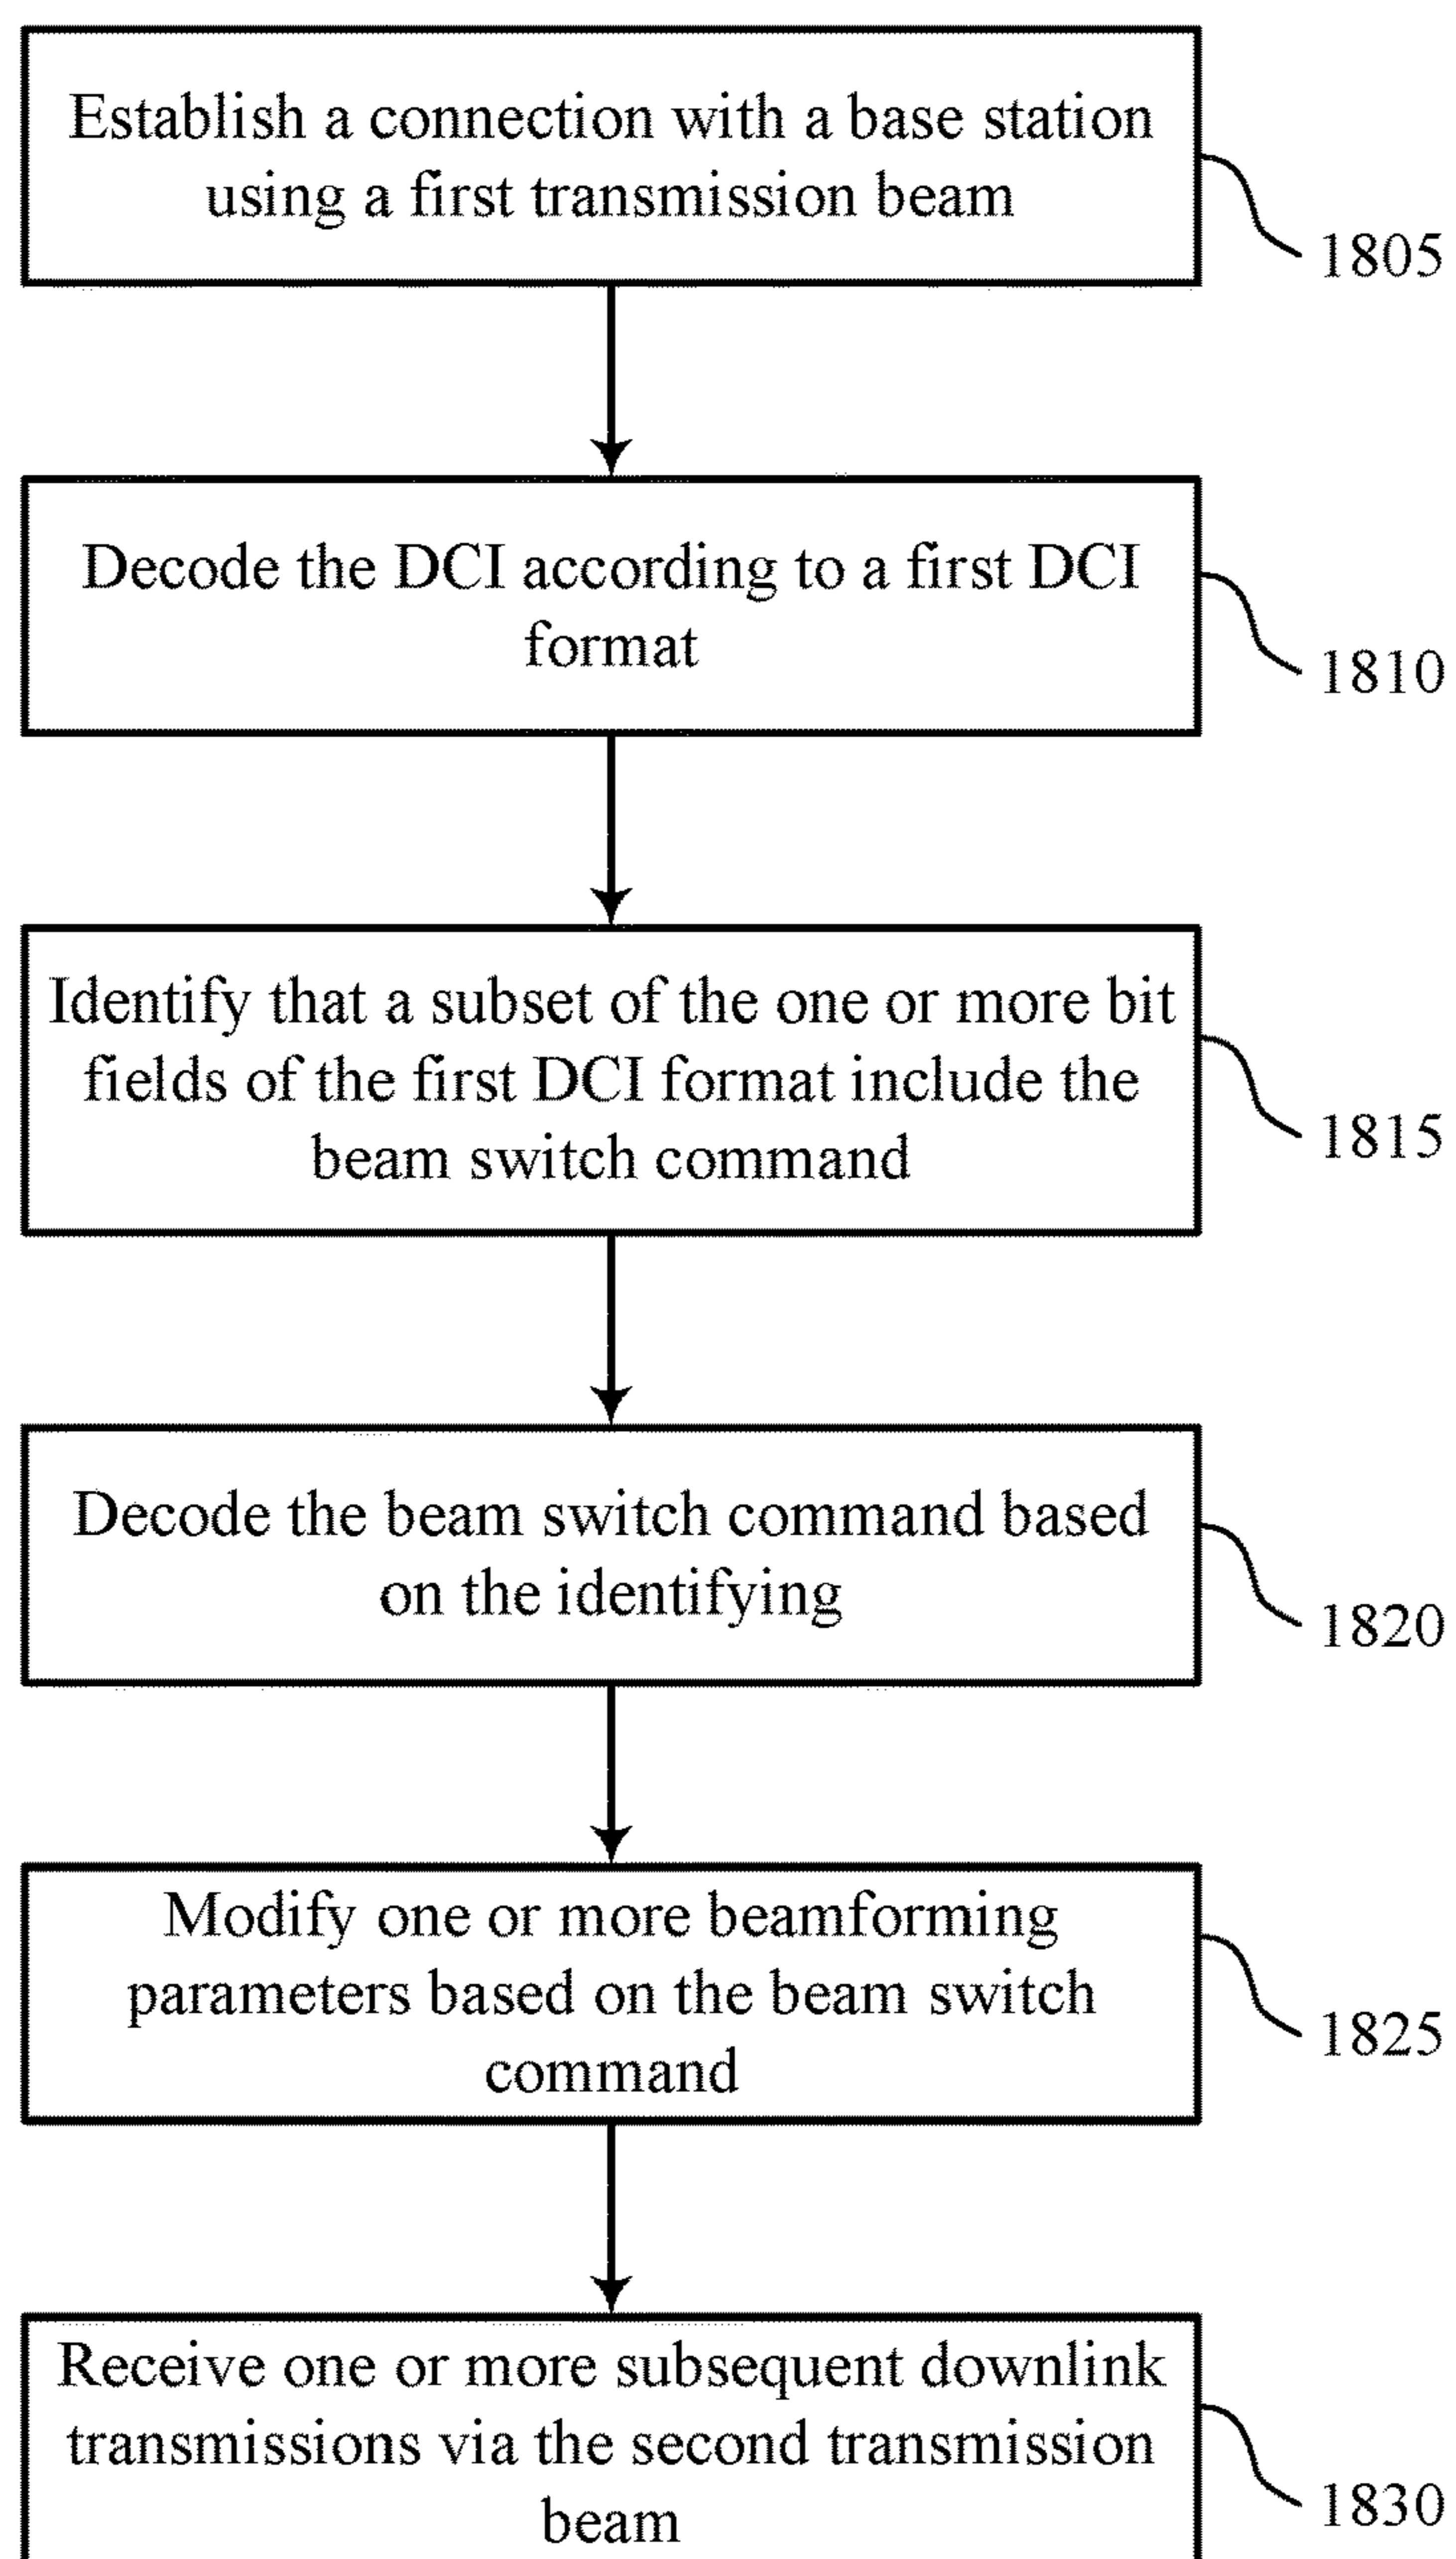 Establish a connection with a base station
using a first transmission beam
1805
Decode the DCI according to a first DCI
format
1810
Identify that a subset of the one or more bit
fields of the first DCI format include the
beam switch command
1815
Decode the beam switch command based
on the identifying
1820
Modify one or more beamforming
parameters based on the beam switch
command
1825
Receive one or more subsequent downlink
transmissions via the second transmission
beam
1830